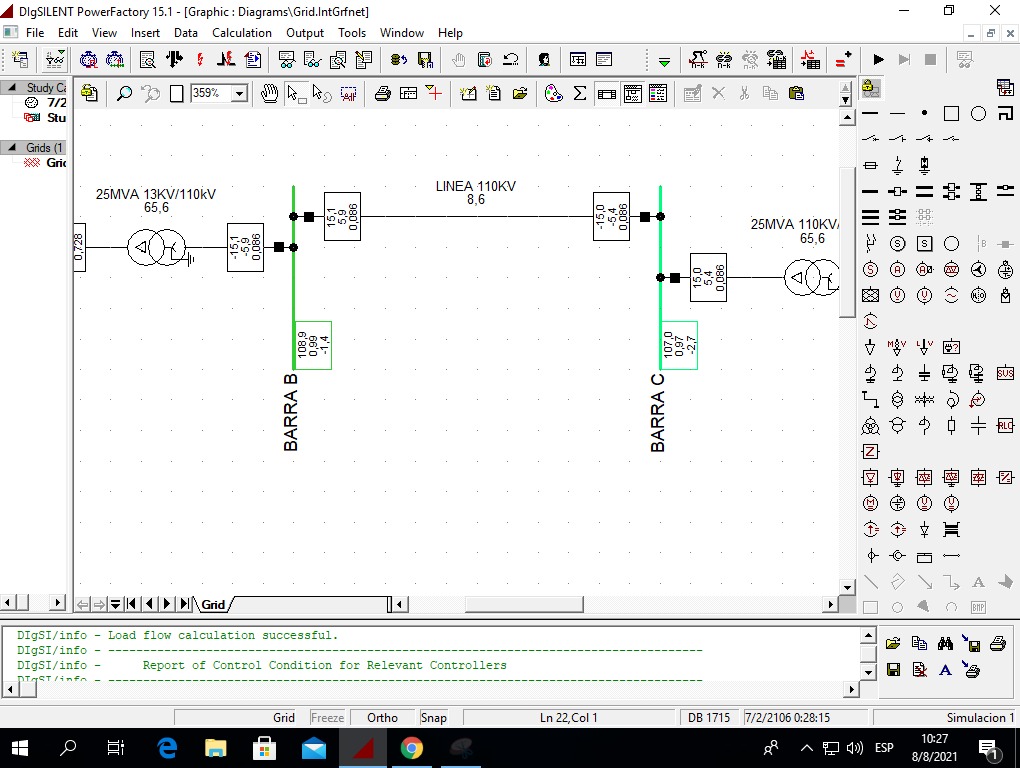 DIgSILENT PowerFactory 15.1 - [Graphic : Diagrams\Grid.IntGrfnet]
File Edit View Insert Data Calculation Output Tools Window Help
359%
Study Ca
7/2
Stu
Grids (1
Grid
25MVA 13KV/110kV
65,6
LINEA 110KV
8,6
25MVA 110KV/
65,6
0,728
-15,1
-5,9
0,086
15,1
5,9
0,086
-15,0
-5,4
0,086
15,0
5,4
0,086
108,9
0,99
-1,4
107,0
0,97
-2,7
BARRA B
BARRA C
SVS
RLC
Z
BMP
Grid
DIgSI/info - Load flow calculation successful.
DIgSI/info - --------------------------------------------------------------------------------
DIgSI/info - Report of Control Condition for Relevant Controllers
DIgSI/info - --------------------------------------------------------------------------------
Grid Freeze Ortho Snap Ln 22,Col 1 DB 1715 7/2/2106 0:28:15 Simulacion 1
ESP
10:27
8/8/2021
1